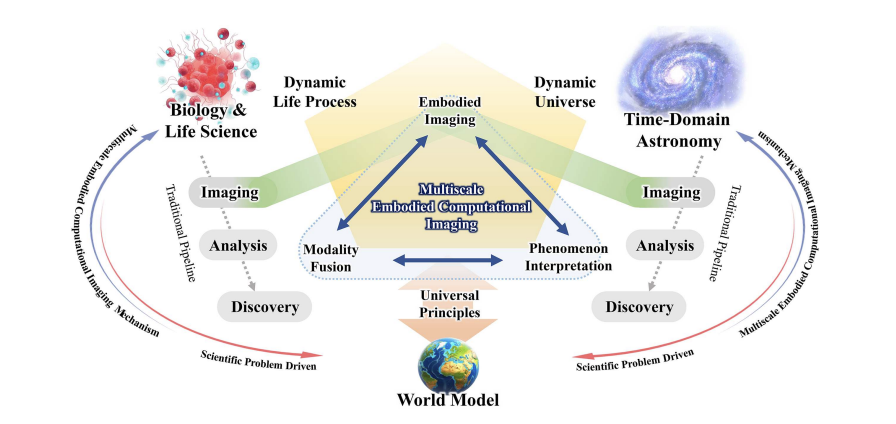 Dynamic
Life Process
Dynamic
Universe
Biology &
Life Science
Embodied
Imaging
Time-Domain
Astronomy
Multiscale Embodied Computational Imaging Mechanism
Traditional Pipeline
Imaging
Analysis
Discovery
Multiscale
Embodied Computational
Imaging
Modality
Fusion
Phenomenon
Interpretation
Imaging
Analysis
Discovery
Traditional Pipeline
Multiscale Embodied Computational Imaging Mechanism
Universal
Principles
Scientific Problem Driven
Scientific Problem Driven
World Model